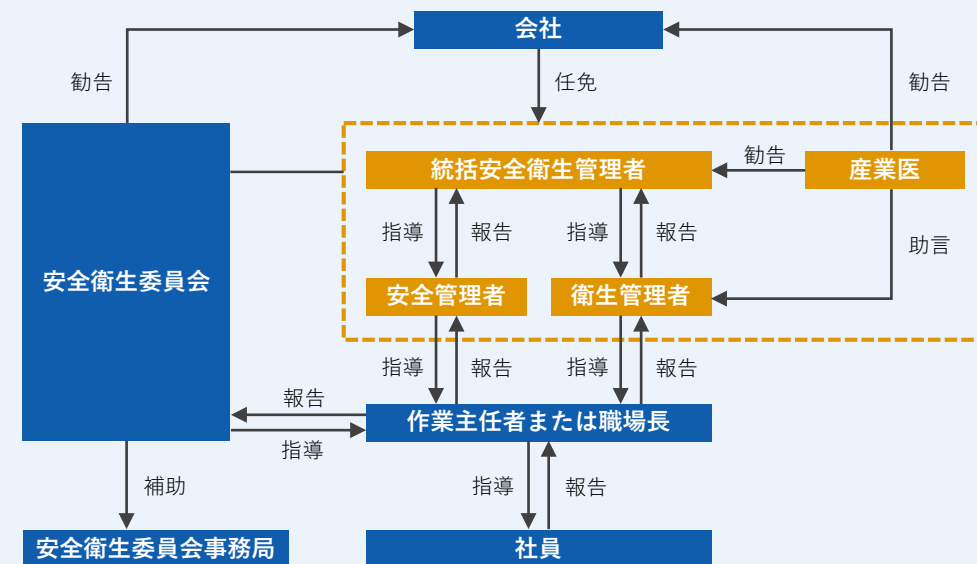 会社
勧告
任免
勧告
統括安全衛生管理者
勧告
産業医
指導
報告
指導
報告
助言
安全衛生委員会
安全管理者
衛生管理者
指導
報告
指導
報告
報告
作業主任者または職場長
指導
補助
指導
報告
安全衛生委員会事務局
社員